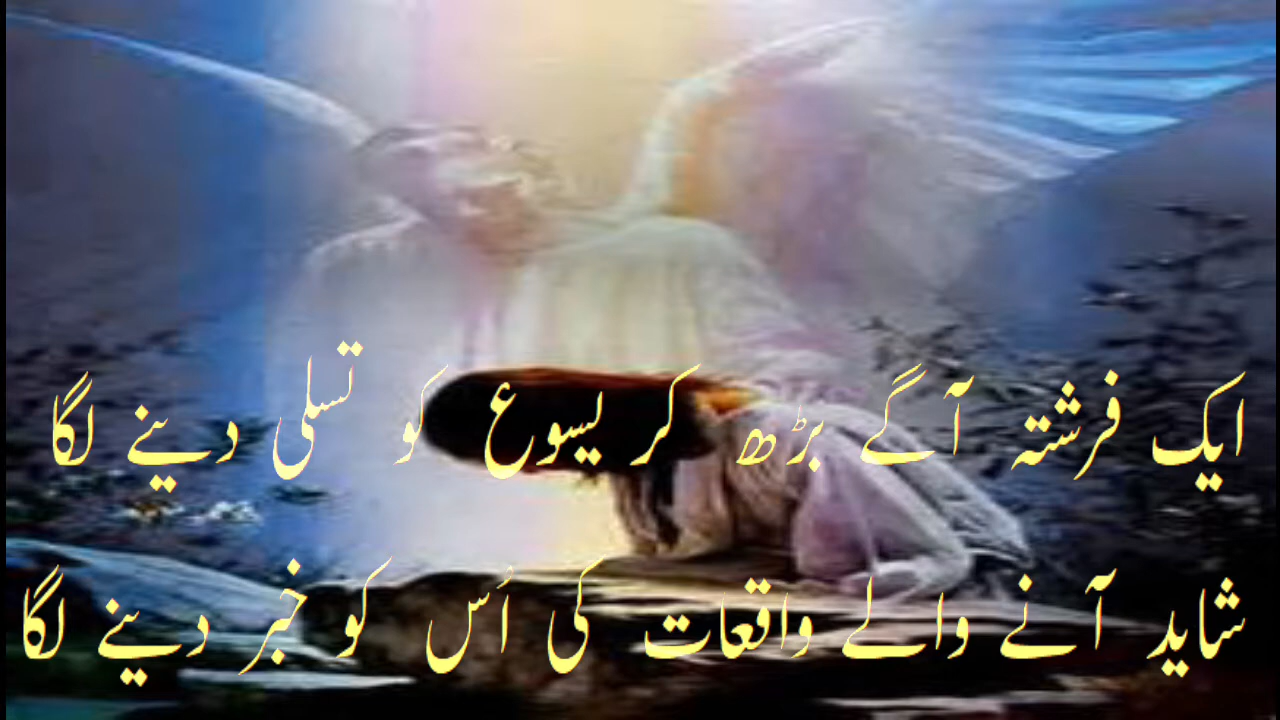 ایک فرشتہ آگے بڑھ کر یسوع کو تسلی دینے لگا
شاید آنے والے واقعات کی اُس کو خبر دینے لگا